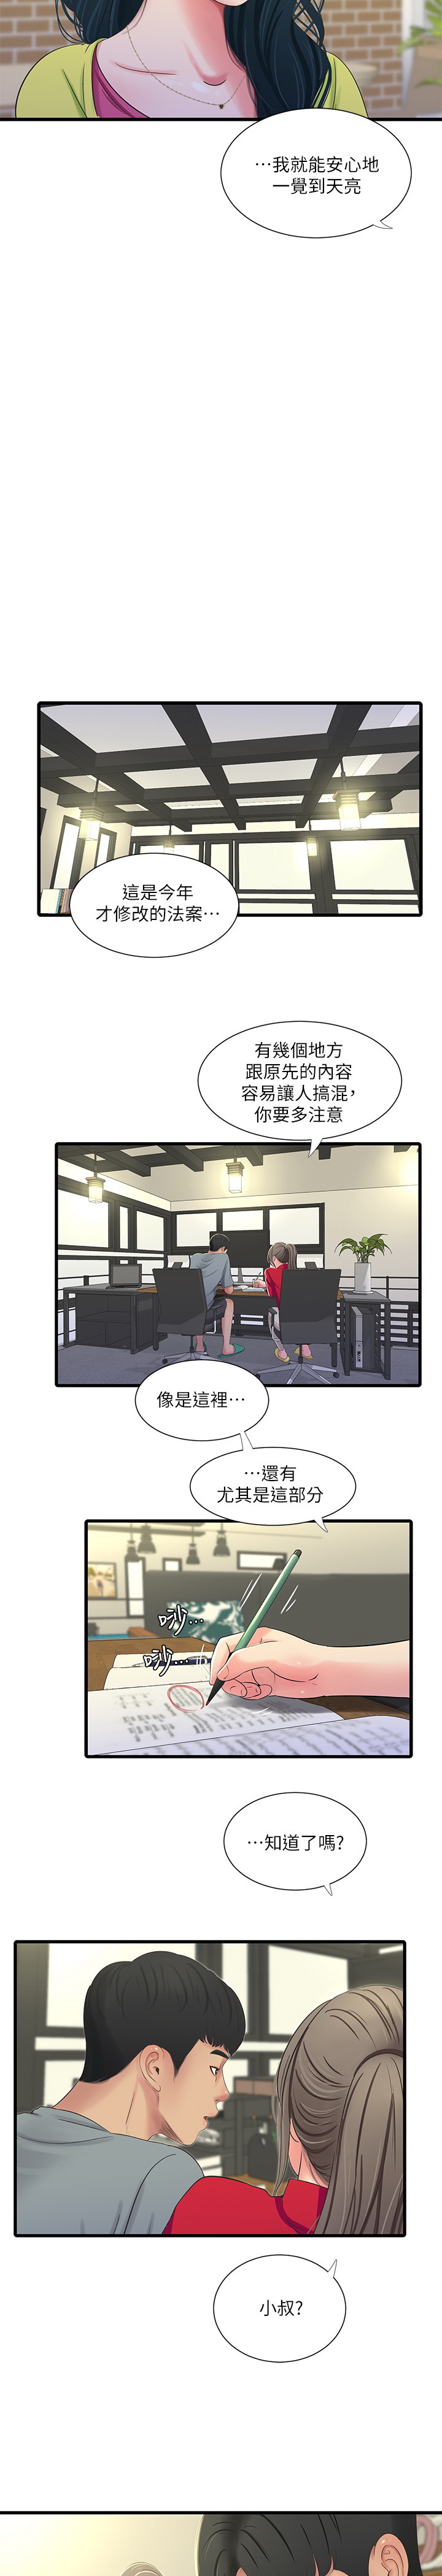 …我就能安心地
一覺到天亮
這是今年
才修改的法案…
有幾個地方
跟原先的內容
容易讓人搞混，
你要多注意
像是這裡…
…還有
尤其是這部分
唦…
唦…
…知道了嗎?
小叔?